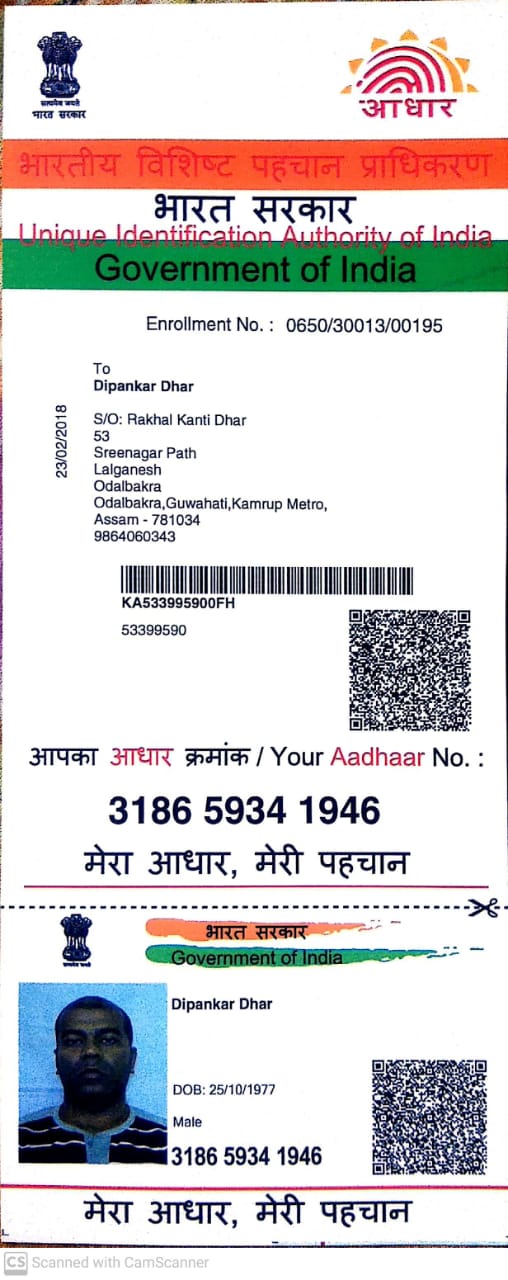 सत्यमेव जयते
भारत सरकार
आधार
भारतीय विशिष्ट पहचान प्राधिकरण
भारत सरकार
Unique Identification Authority of India
Government of India
Enrollment No. : 0650/30013/00195
23/02/2018
To
Dipankar Dhar
S/O: Rakhal Kanti Dhar
53
Sreenagar Path
Lalganesh
Odalbakra
Odalbakra,Guwahati,Kamrup Metro,
Assam - 781034
9864060343
KA533995900FH
53399590
आपका आधार क्रमांक / Your Aadhaar No. :
3186 5934 1946
मेरा आधार, मेरी पहचान
भारत सरकार
Government of India
Dipankar Dhar
DOB: 25/10/1977
Male
3186 5934 1946
मेरा आधार, मेरी पहचान
CS Scanned with CamScanner